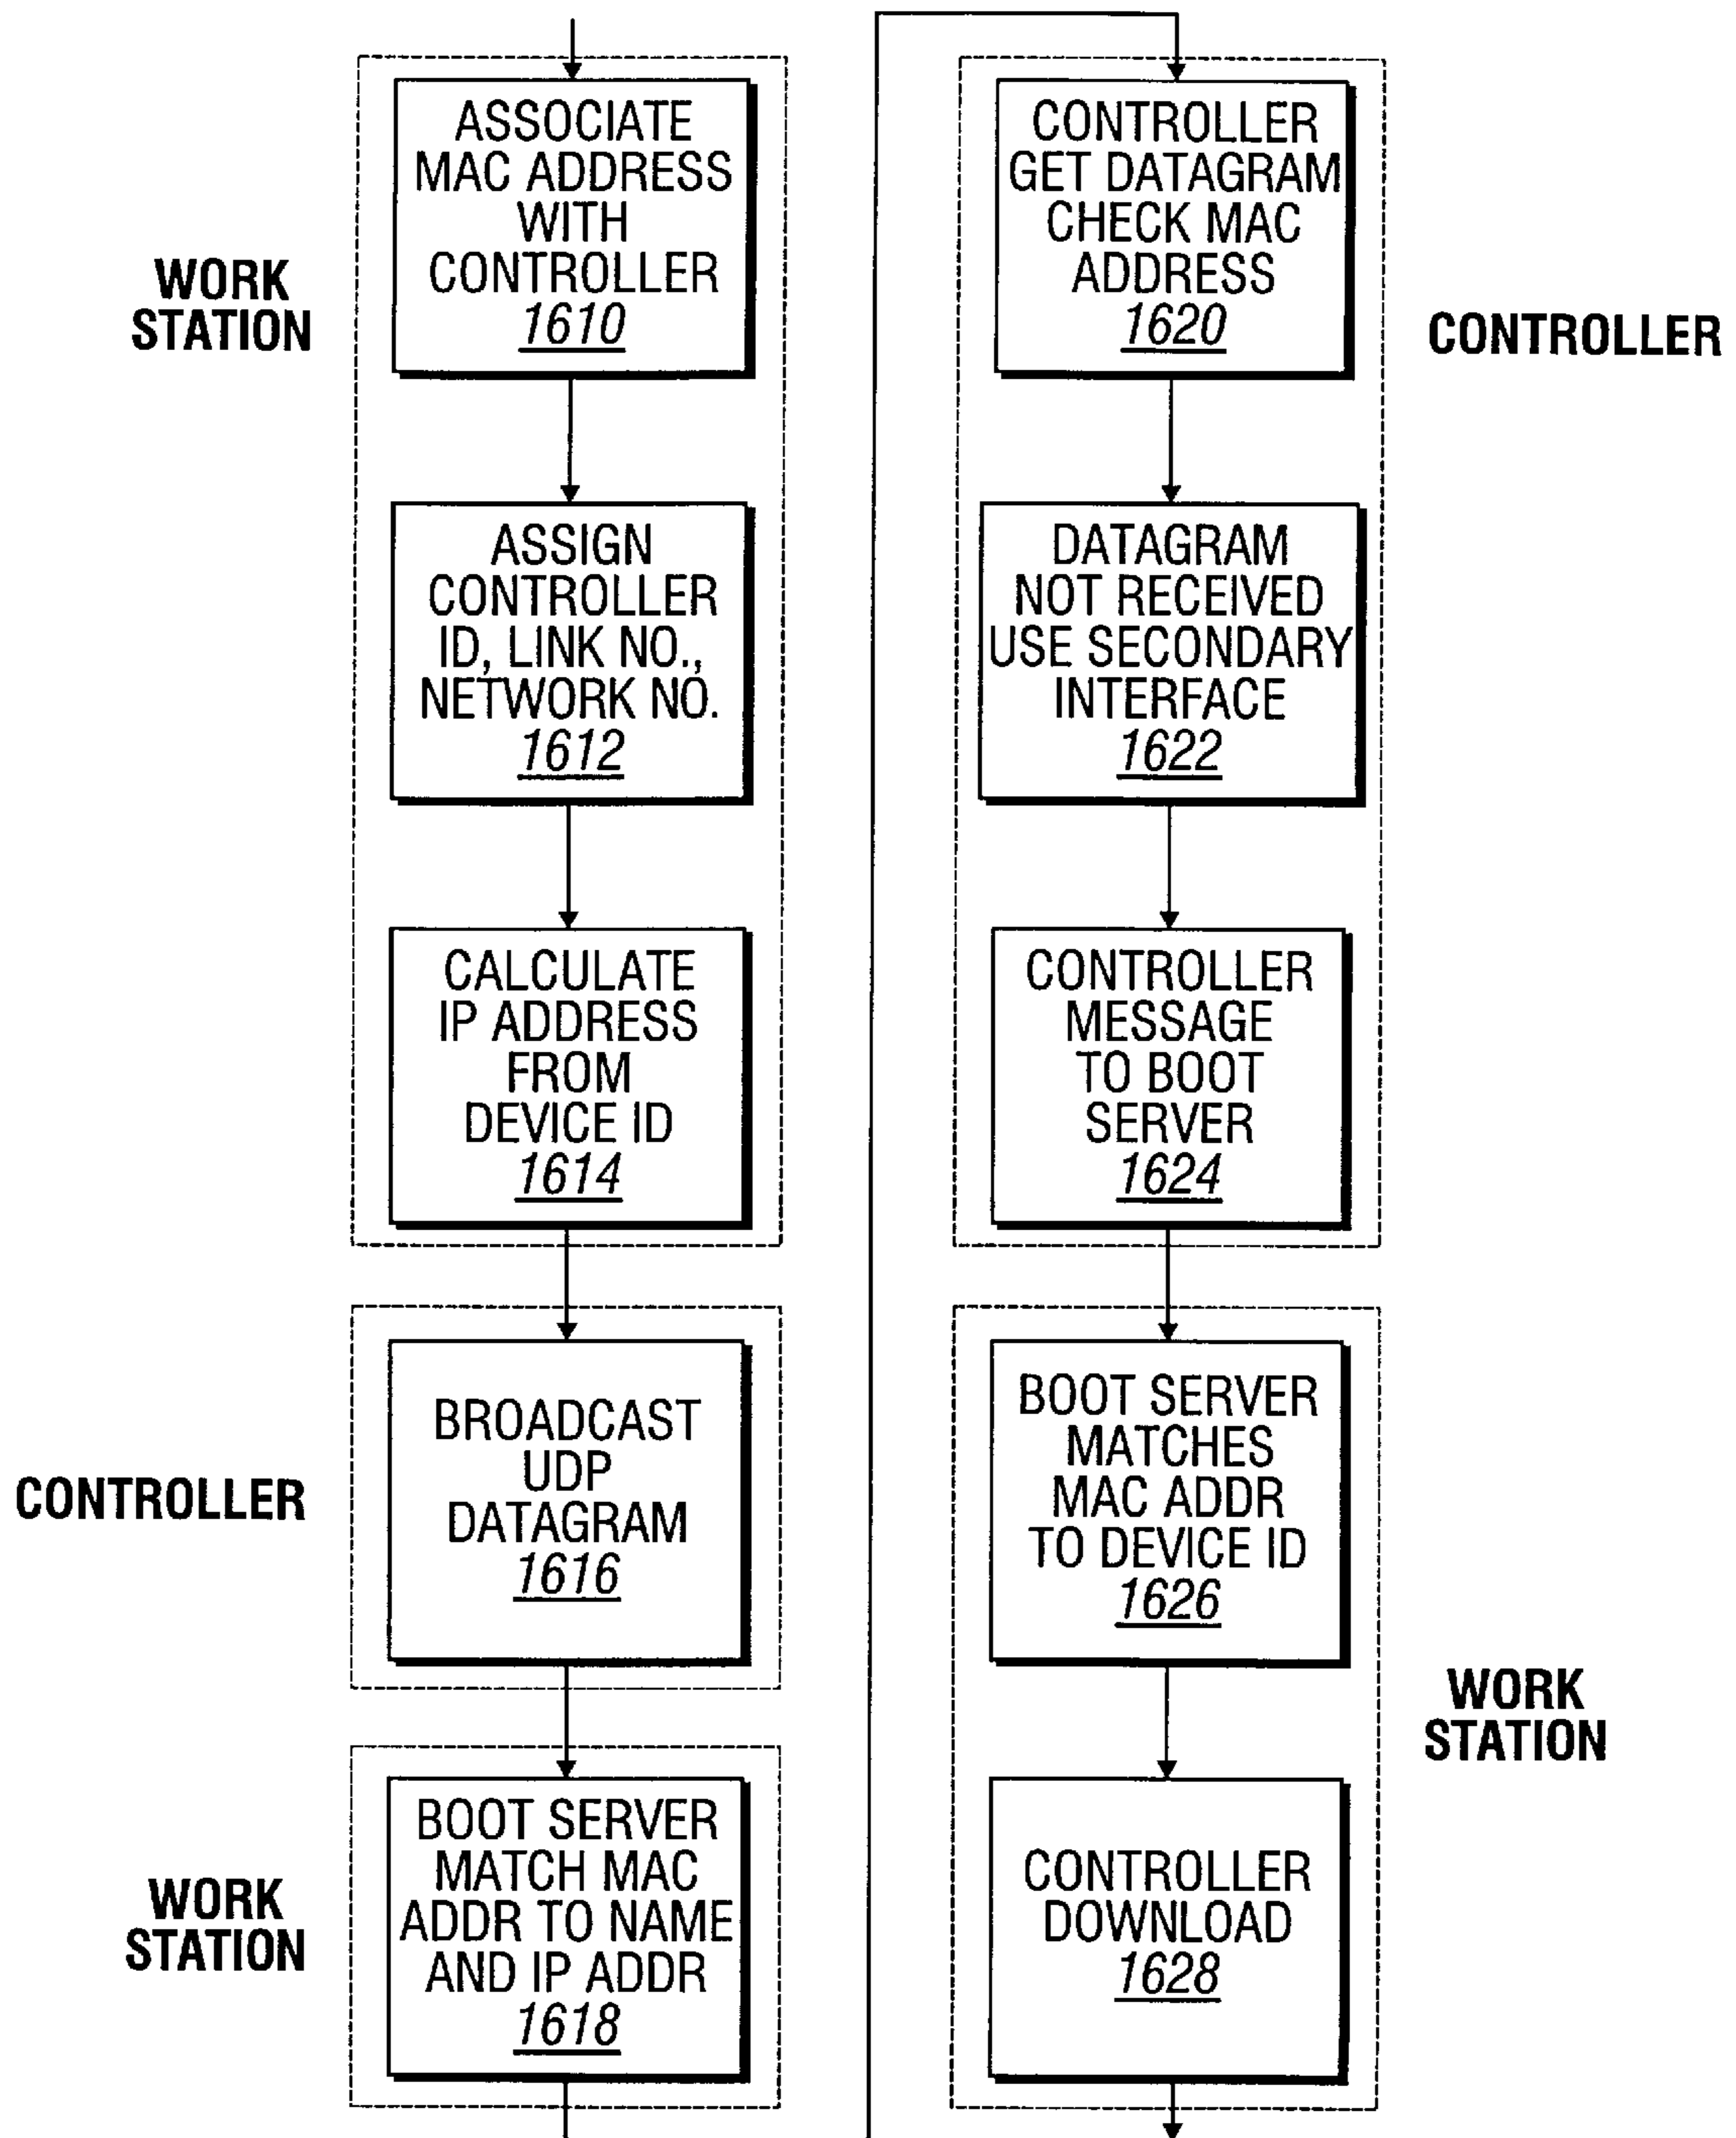 WORK
STATION
ASSOCIATE
MAC ADDRESS
WITH
CONTROLLER
1610
ASSIGN
CONTROLLER
ID, LINK NO.,
NETWORK NO.
1612
CALCULATE
IP ADDRESS
FROM
DEVICE ID
1614
CONTROLLER
BROADCAST
UDP
DATAGRAM
1616
WORK
STATION
BOOT SERVER
MATCH MAC
ADDR TO NAME
AND IP ADDR
1618
CONTROLLER
GET DATAGRAM
CHECK MAC
ADDRESS
1620
CONTROLLER
DATAGRAM
NOT RECEIVED
USE SECONDARY
INTERFACE
1622
CONTROLLER
MESSAGE
TO BOOT
SERVER
1624
BOOT SERVER
MATCHES
MAC ADDR
TO DEVICE ID
1626
WORK
STATION
CONTROLLER
DOWNLOAD
1628